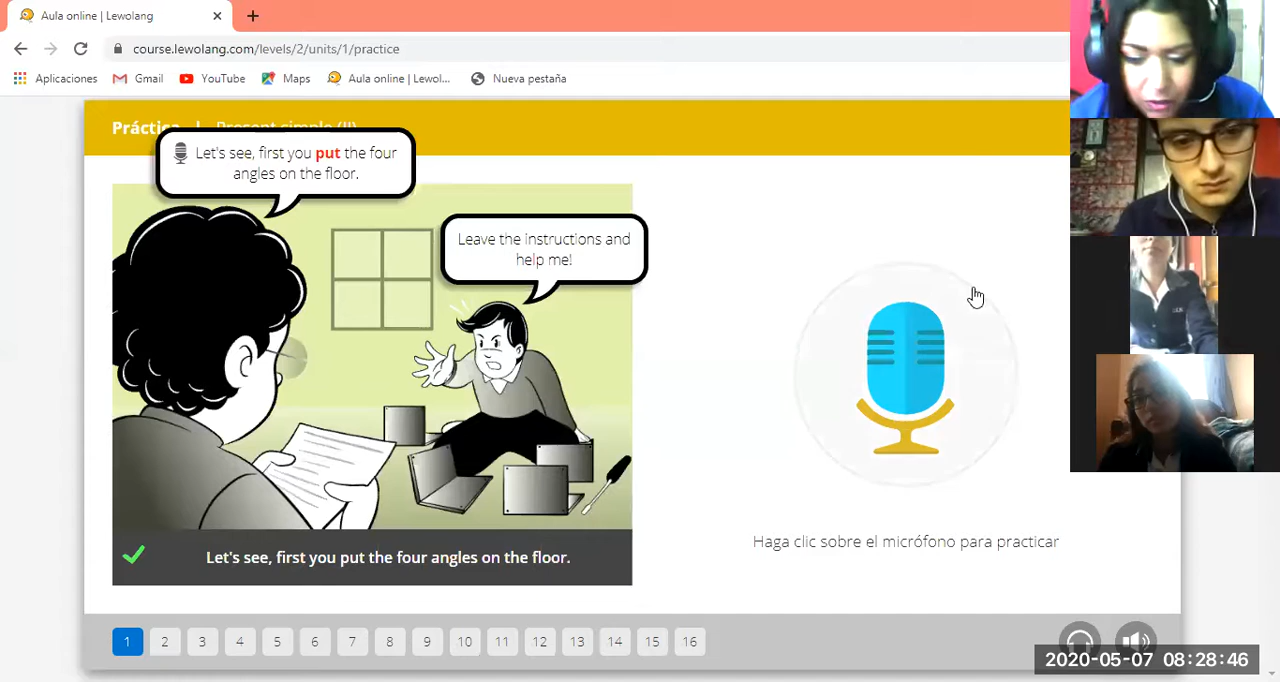 Aula online | Lewolang
course.lewolang.com/levels/2/units/1/practice
Aplicaciones
Gmail
YouTube
Maps
Aula online | Lewol...
Nueva pestaña
Práctica | Present simple (II)
Let's see, first you put the four
angles on the floor.
Leave the instructions and
help me!
Let's see, first you put the four angles on the floor.
Haga clic sobre el micrófono para practicar
1 2 3 4 5 6 7 8 9 10 11 12 13 14 15 16
2020-05-07 08:28:46